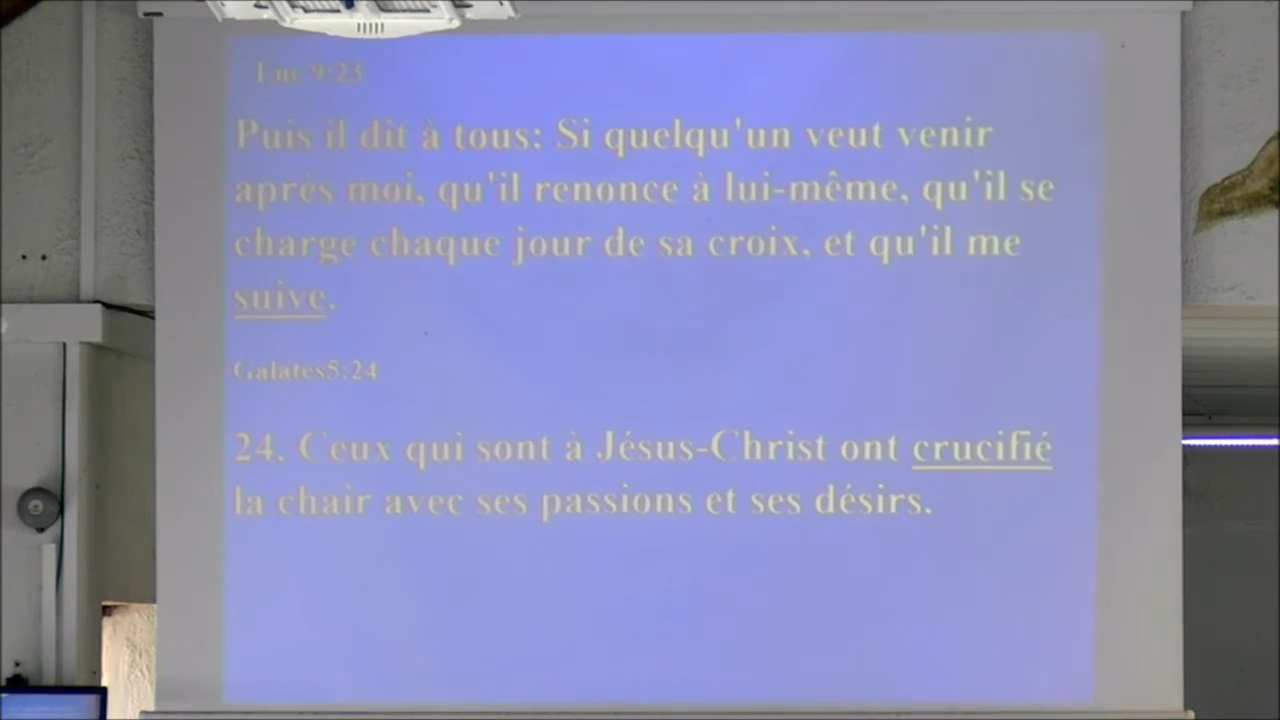 Luc 9:23
Puis il dit à tous: Si quelqu'un veut venir
après moi, qu'il renonce à lui-même, qu'il se
charge chaque jour de sa croix, et qu'il me
suive.
Galates5:24
24. Ceux qui sont à Jésus-Christ ont crucifié
la chair avec ses passions et ses désirs.